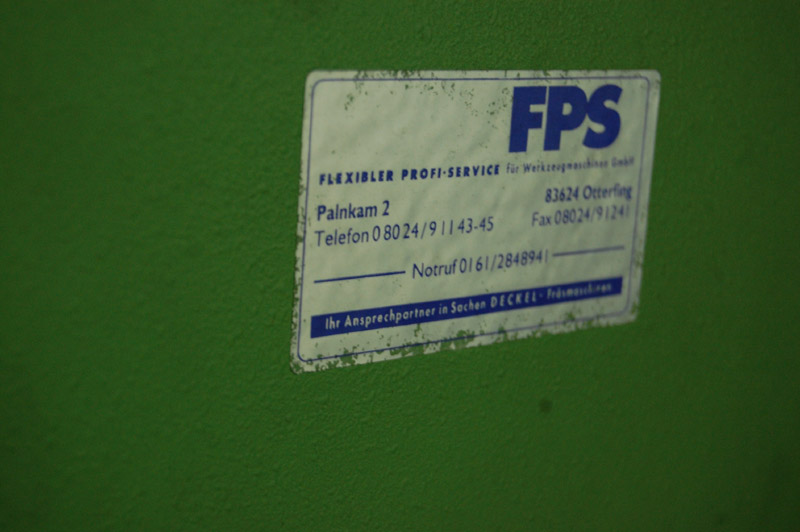 FPS
FLEXIBLER PROFI-SERVICE für Werkzeugmaschinen GmbH
Palnkam 2 83624 Otterfing
Telefon 0 80 24/9 11 43-45 Fax 08024/91241
Notruf 0161/2848941
Ihr Ansprechpartner in Sachen DECKEL - Fräsmaschinen